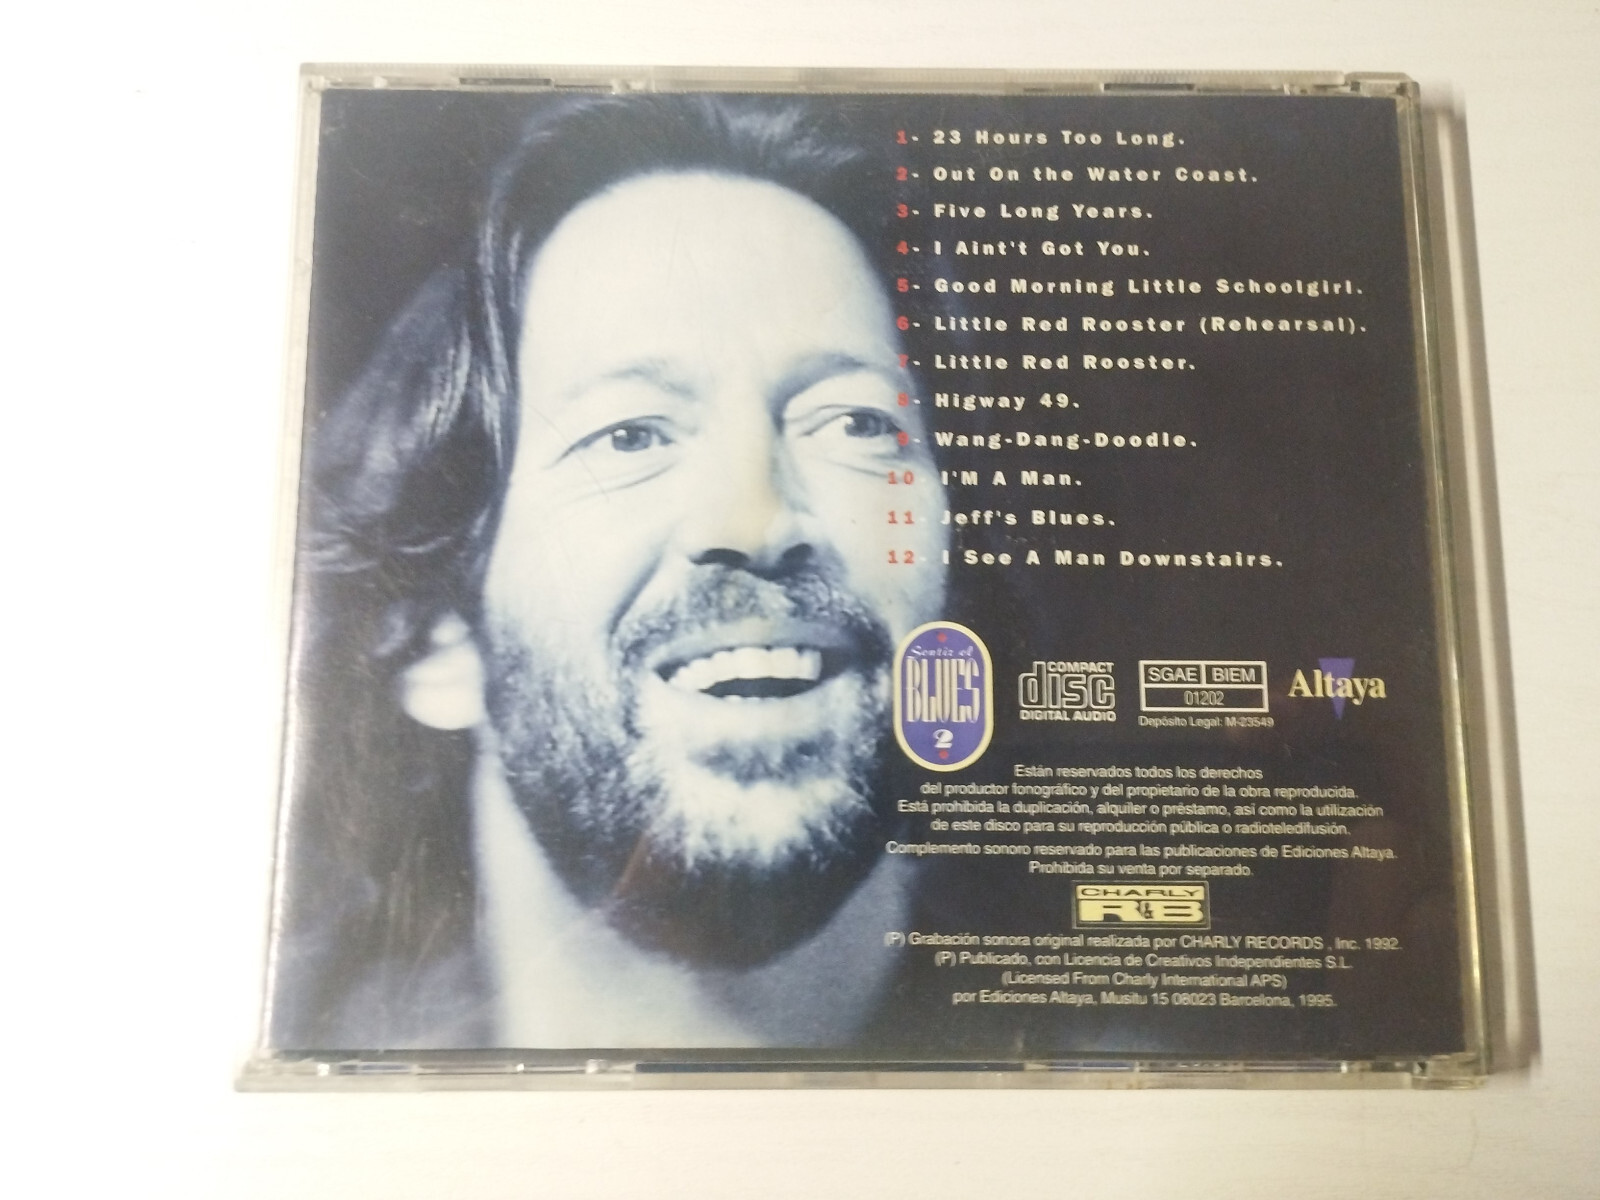 1- 23 Hours Too Long.
2- Out On the Water Coast.
3- Five Long Years.
4- I Aint't Got You.
5- Good Morning Little Schoolgirl.
6- Little Red Rooster (Rehearsal).
7- Little Red Rooster.
8- Higway 49.
9- Wang-Dang-Doodle.
10- I'M A Man.
11- Jeff's Blues.
12- I See A Man Downstairs.
Sentir el
BLUES
2
COMPACT
disc
DIGITAL AUDIO
SGAE BIEM
01202
Depósito Legal: M-23549
Altaya
Están reservados todos los derechos
del productor fonográfico y del propietario de la obra reproducida.
Está prohibida la duplicación, alquiler o préstamo, así como la utilización
de este disco para su reproducción pública o radioteledifusión.
Complemento sonoro reservado para las publicaciones de Ediciones Altaya.
Prohibida su venta por separado.
CHARLY
R&B
(P) Grabación sonora original realizada por CHARLY RECORDS , Inc. 1992.
(P) Publicado, con Licencia de Creativos Independientes S.L.
(Licensed From Charly International APS)
por Ediciones Altaya, Musitu 15 08023 Barcelona, 1995.